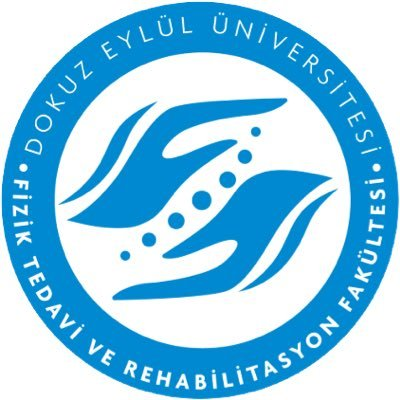 DOKUZ EYLÜL ÜNİVERSİTESİ
• FİZİK TEDAVİ VE REHABİLİTASYON FAKÜLTESİ •